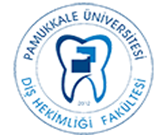 PAMUKKALE ÜNİVERSİTESİ
2012
DİŞ HEKİMLİĞİ FAKÜLTESİ